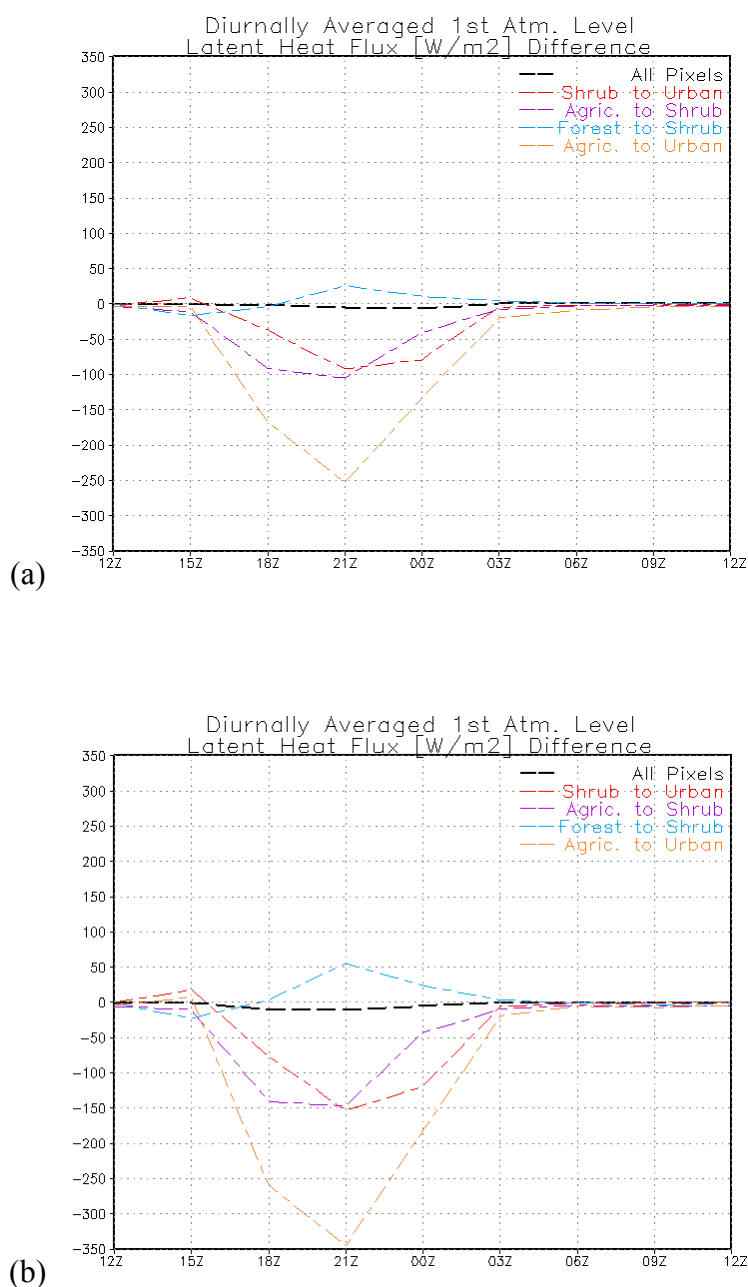 Diurnally Averaged 1st Atm. Level
Latent Heat Flux [W/m2] Difference
350
300
250
200
150
100
50
0
−50
−100
−150
−200
−250
−300
−350
All Pixels
Shrub to Urban
Agric. to Shrub
Forest to Shrub
Agric. to Urban
12Z 15Z 18Z 21Z 00Z 03Z 06Z 09Z 12Z
(a)
Diurnally Averaged 1st Atm. Level
Latent Heat Flux [W/m2] Difference
350
300
250
200
150
100
50
0
−50
−100
−150
−200
−250
−300
−350
All Pixels
Shrub to Urban
Agric. to Shrub
Forest to Shrub
Agric. to Urban
12Z 15Z 18Z 21Z 00Z 03Z 06Z 09Z 12Z
(b)